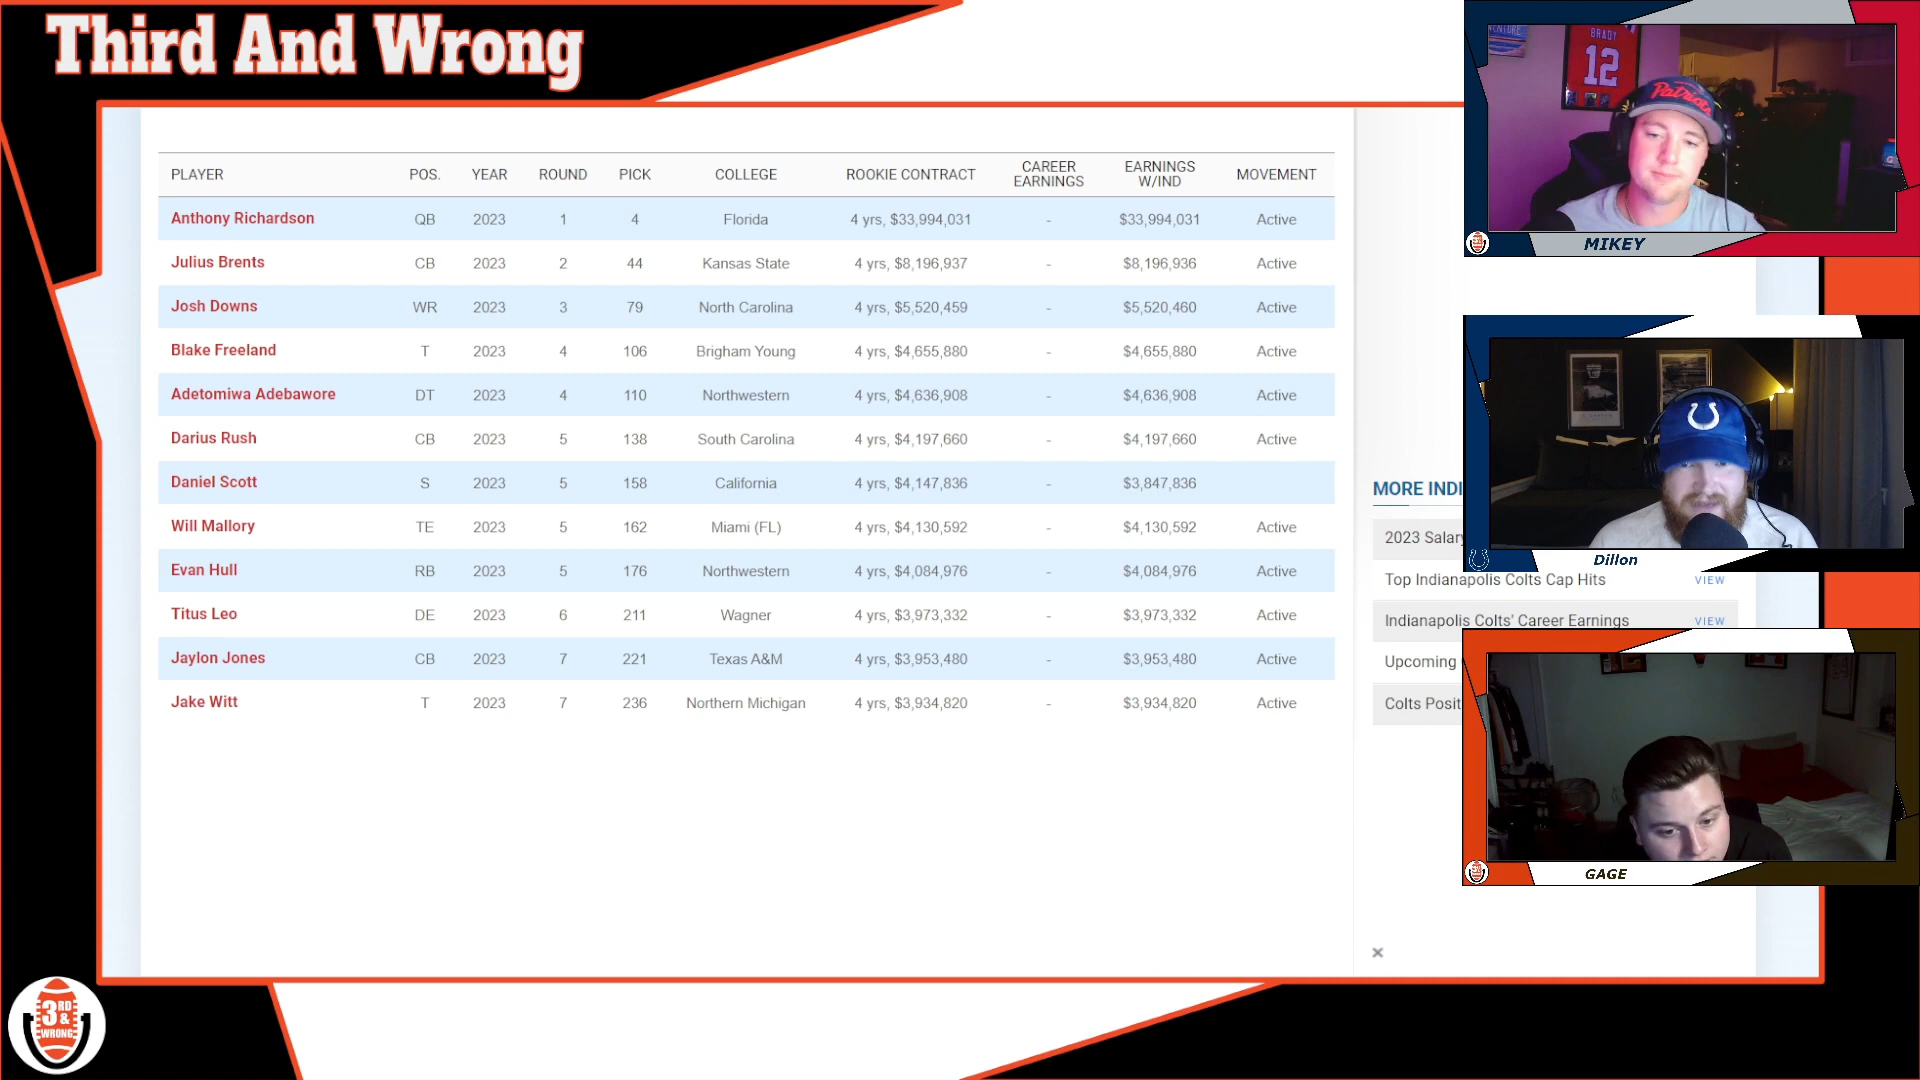 Third And Wrong
PLAYER POS. YEAR ROUND PICK COLLEGE ROOKIE CONTRACT CAREER EARNINGS EARNINGS W/IND MOVEMENT
Anthony Richardson QB 2023 1 4 Florida 4 yrs, $33,994,031 - $33,994,031 Active
Julius Brents CB 2023 2 44 Kansas State 4 yrs, $8,196,937 - $8,196,936 Active
Josh Downs WR 2023 3 79 North Carolina 4 yrs, $5,520,459 - $5,520,460 Active
Blake Freeland T 2023 4 106 Brigham Young 4 yrs, $4,655,880 - $4,655,880 Active
Adetomiwa Adebawore DT 2023 4 110 Northwestern 4 yrs, $4,636,908 - $4,636,908 Active
Darius Rush CB 2023 5 138 South Carolina 4 yrs, $4,197,660 - $4,197,660 Active
Daniel Scott S 2023 5 158 California 4 yrs, $4,147,836 - $3,847,836
Will Mallory TE 2023 5 162 Miami (FL) 4 yrs, $4,130,592 - $4,130,592 Active
Evan Hull RB 2023 5 176 Northwestern 4 yrs, $4,084,976 - $4,084,976 Active
Titus Leo DE 2023 6 211 Wagner 4 yrs, $3,973,332 - $3,973,332 Active
Jaylon Jones CB 2023 7 221 Texas A&M 4 yrs, $3,953,480 - $3,953,480 Active
Jake Witt T 2023 7 236 Northern Michigan 4 yrs, $3,934,820 - $3,934,820 Active
BRADY
12
Patriots
MIKEY
MORE INDI
2023 Salary
Dillon
Top Indianapolis Colts Cap Hits VIEW
Indianapolis Colts' Career Earnings VIEW
Upcoming
Colts Posit
GAGE
×
3RD
&
WRONG